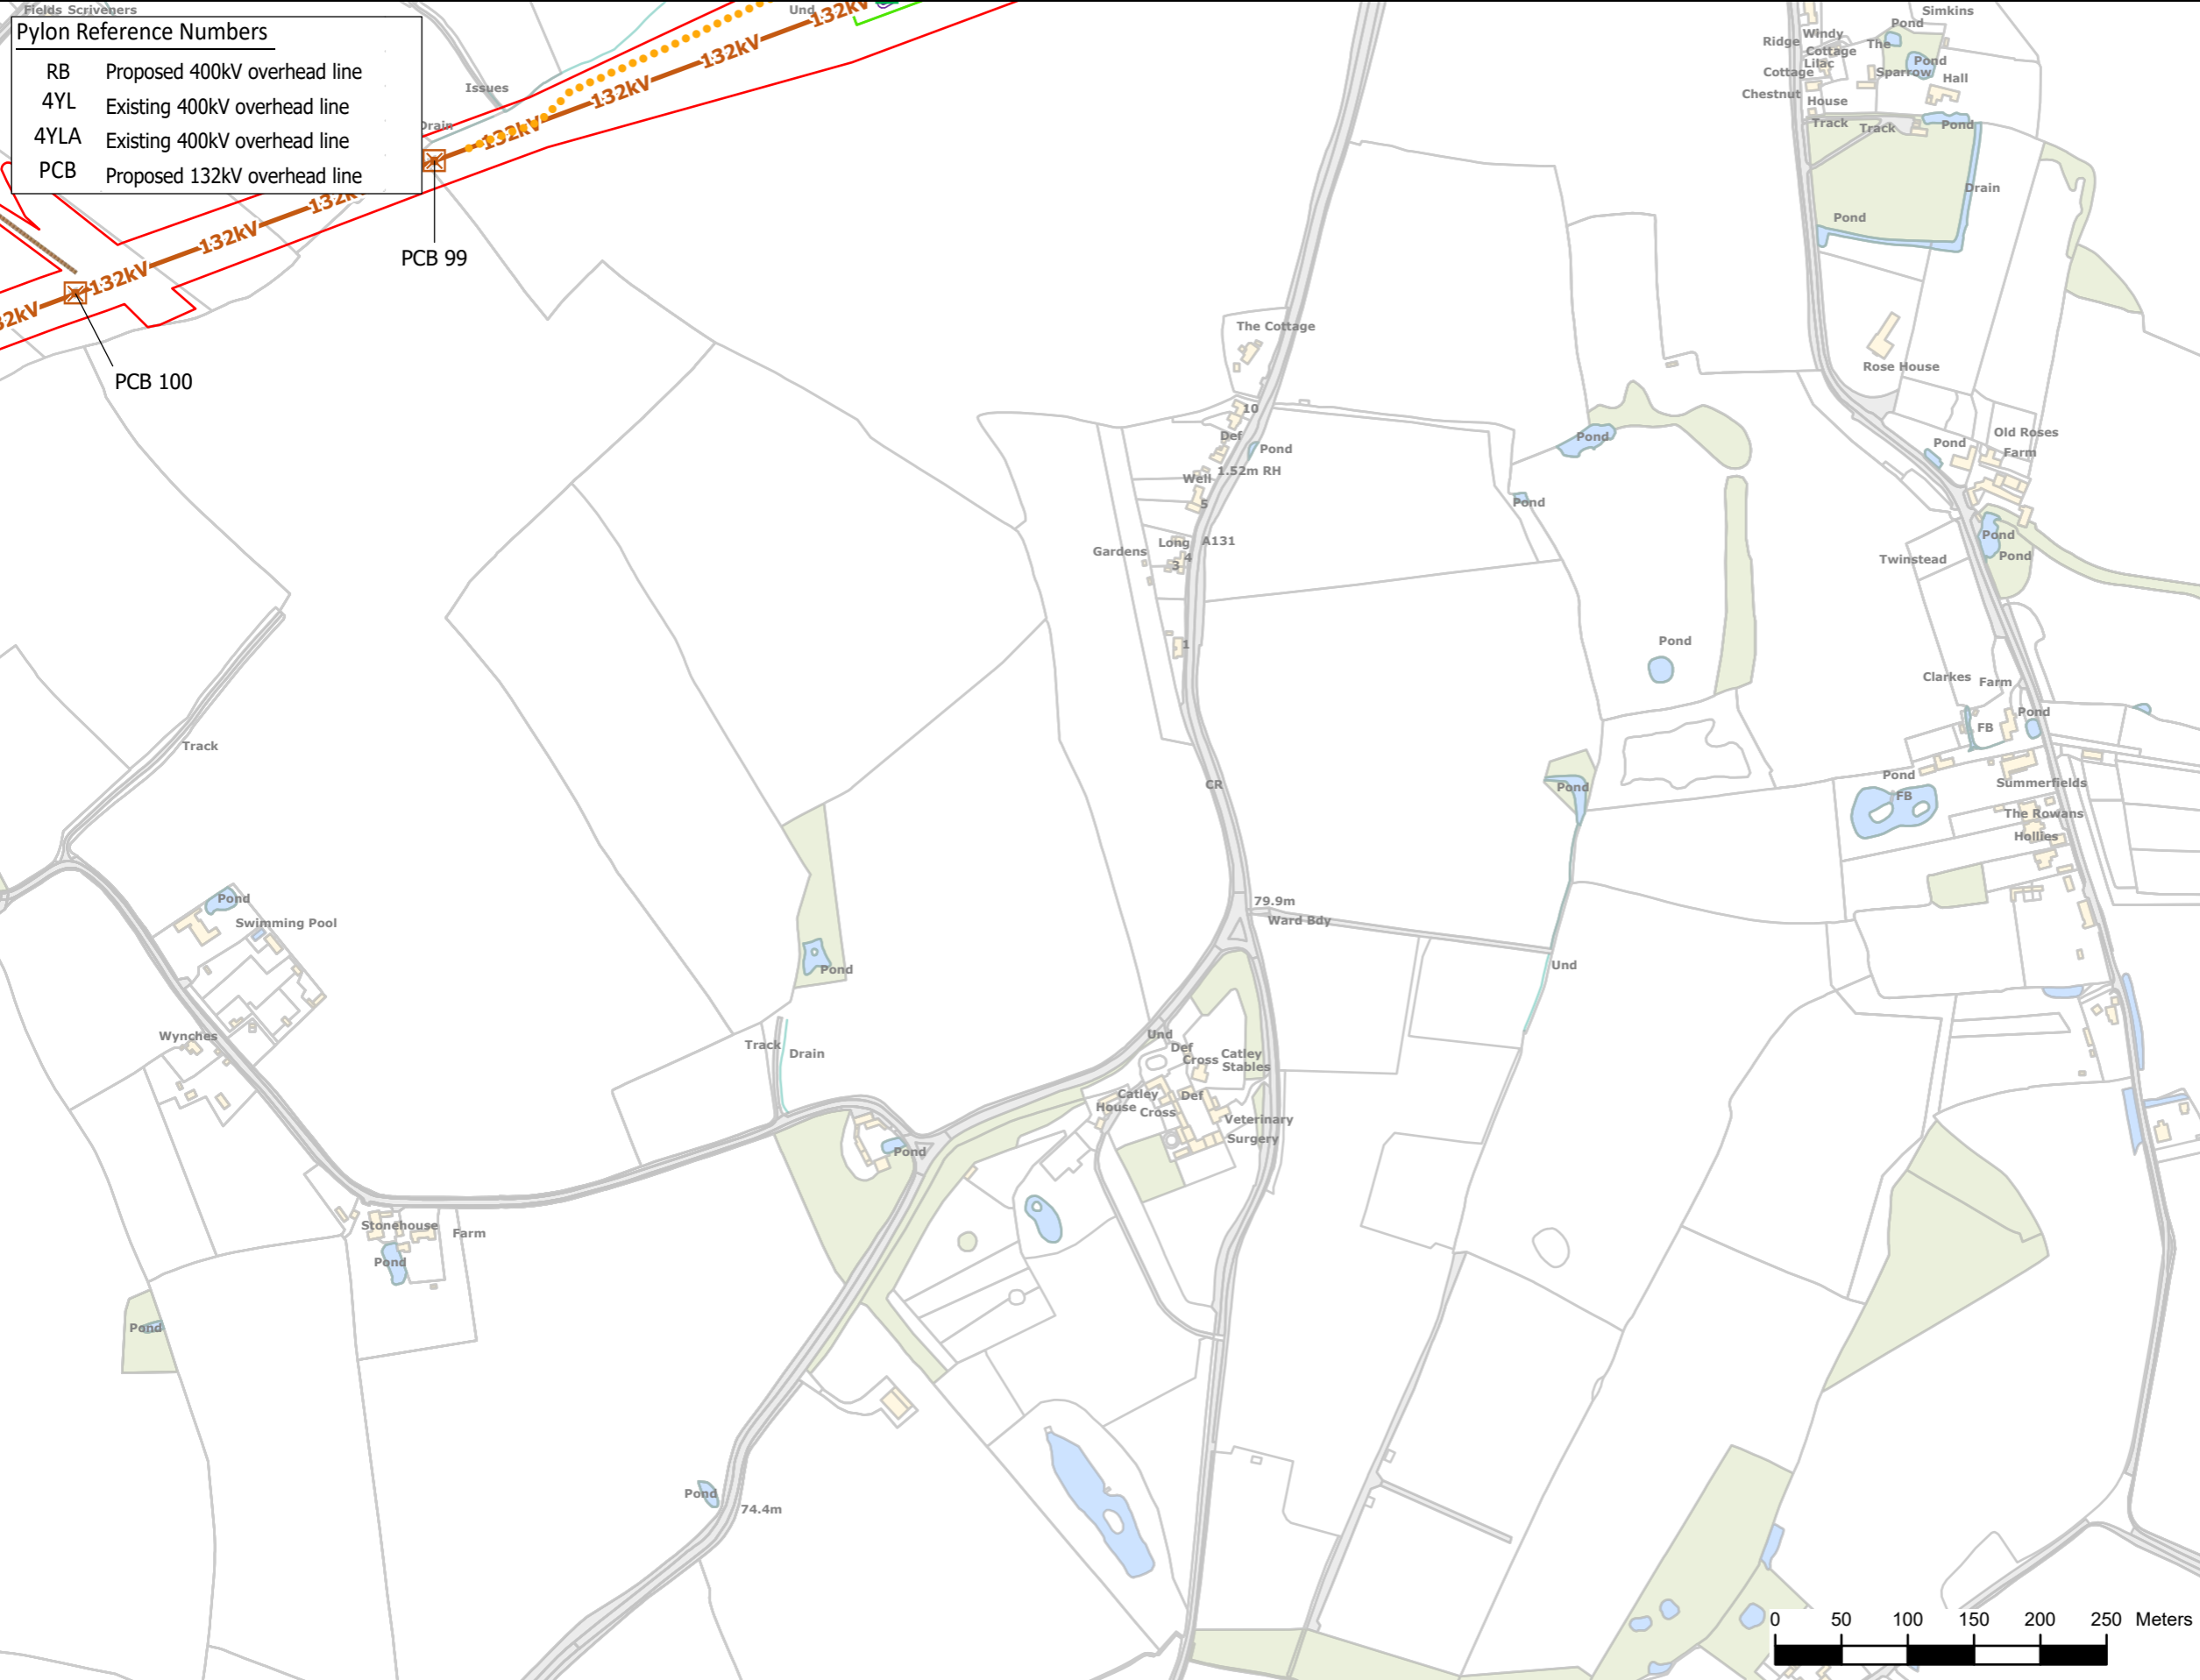 Fields Scriveners
Pylon Reference Numbers
RB Proposed 400kV overhead line
4YL Existing 400kV overhead line
4YLA Existing 400kV overhead line
PCB Proposed 132kV overhead line
Issues
Drain
Und
132kV
132kV
132kV
132kV
132kV
132kV
132kV
PCB 99
PCB 100
Simkins
Pond
Windy
Ridge
Cottage
The
Lilac
Pond
Cottage
Sparrow
Hall
Chestnut
House
Track
Track
Pond
Drain
Pond
Rose House
The Cottage
10
Def
Pond
1.52m RH
Well
5
Long
A131
Gardens
4
3
1
Pond
Pond
Pond
Old Roses
Farm
Pond
Pond
Pond
Twinstead
Clarkes
Farm
Pond
FB
Pond
FB
Summerfields
The Rowans
Hollies
Pond
CR
Track
79.9m
Ward Bdy
Und
Pond
Swimming Pool
Wynches
Pond
Track
Drain
Und
Def
Cross
Catley
Stables
Catley
House
Cross
Def
Veterinary
Surgery
Pond
Stonehouse
Farm
Pond
Pond
Pond
74.4m
0 50 100 150 200 250 Meters